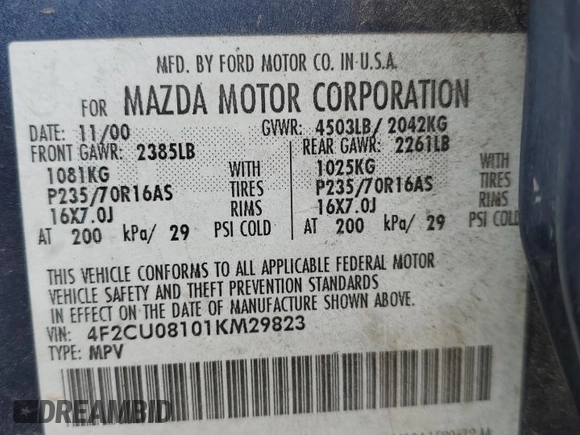 MFD. BY FORD MOTOR CO. IN U.S.A.
FOR MAZDA MOTOR CORPORATION
DATE: 11/00 GVWR: 4503LB/ 2042KG
FRONT GAWR: 2385LB REAR GAWR: 2261LB
1081KG WITH 1025KG WITH
P235/70R16AS TIRES P235/70R16AS TIRES
16X7.0J RIMS 16X7.0J RIMS
AT 200 kPa/ 29 PSI COLD AT 200 kPa/ 29 PSI COLD
THIS VEHICLE CONFORMS TO ALL APPLICABLE FEDERAL MOTOR
VEHICLE SAFETY AND THEFT PREVENTION STANDARDS
IN EFFECT ON THE DATE OF MANUFACTURE SHOWN ABOVE.
VIN: 4F2CU08101KM29823
TYPE: MPV
DREAMBID